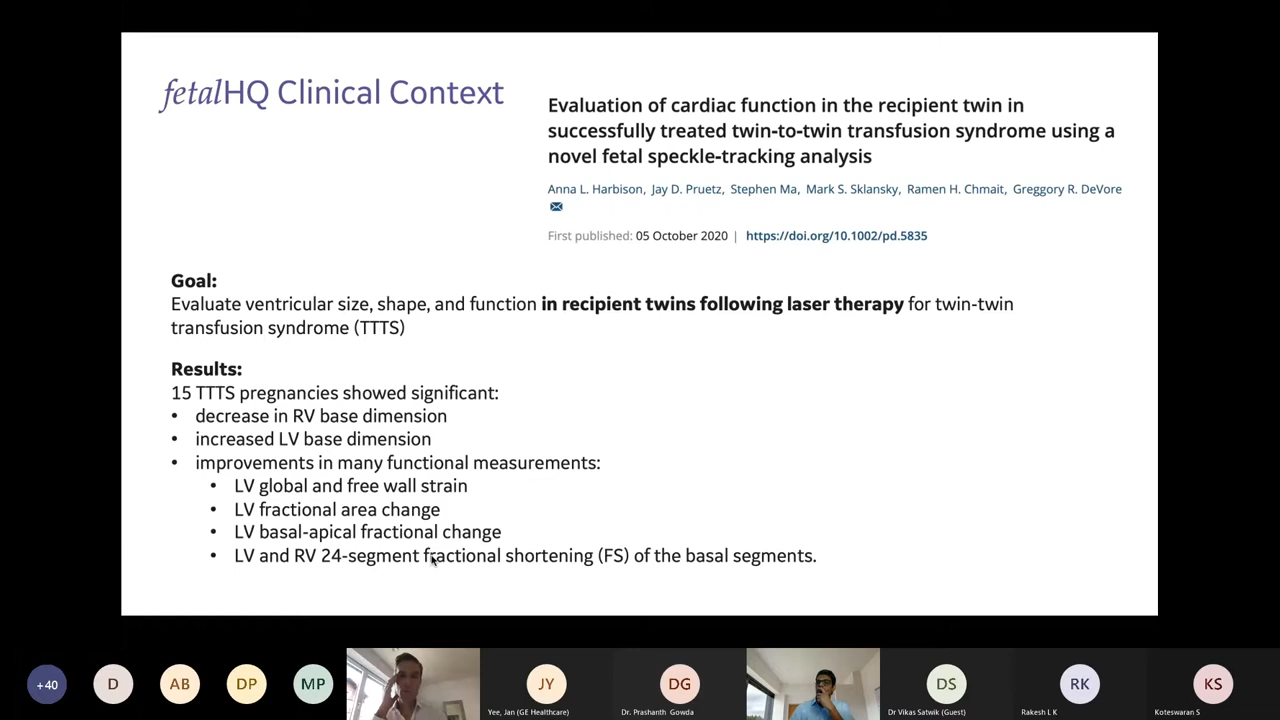 fetalHQ Clinical Context
Evaluation of cardiac function in the recipient twin in
successfully treated twin-to-twin transfusion syndrome using a
novel fetal speckle-tracking analysis
Anna L. Harbison, Jay D. Pruetz, Stephen Ma, Mark S. Sklansky, Ramen H. Chmait, Greggory R. DeVore
First published: 05 October 2020 | https://doi.org/10.1002/pd.5835
Goal:
Evaluate ventricular size, shape, and function in recipient twins following laser therapy for twin-twin
transfusion syndrome (TTTS)
Results:
15 TTTS pregnancies showed significant:
• decrease in RV base dimension
• increased LV base dimension
• improvements in many functional measurements:
• LV global and free wall strain
• LV fractional area change
• LV basal-apical fractional change
• LV and RV 24-segment fractional shortening (FS) of the basal segments.
+40 D AB DP MP JY DG DS RK KS
Yee, Jan (GE Healthcare) Dr. Prashanth Gowda Dr Vikas Satwik (Guest) Rakesh L K Koteswaran S